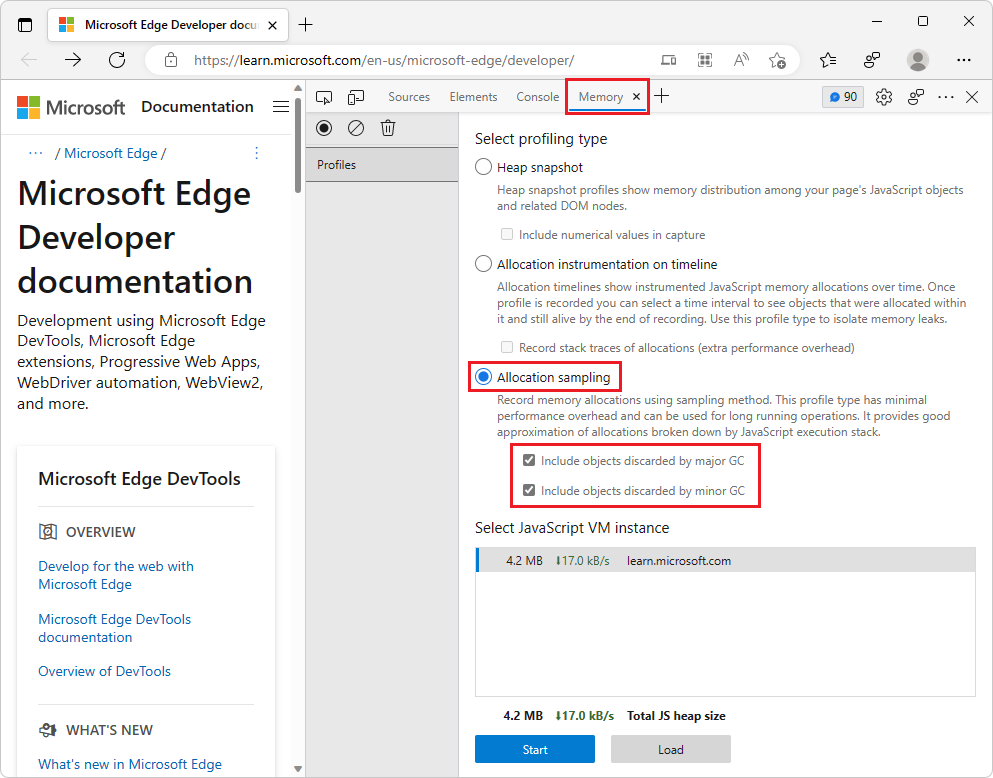 Microsoft Edge Developer docu
https://learn.microsoft.com/en-us/microsoft-edge/developer/
Microsoft Documentation
Sources Elements Console Memory
90
... / Microsoft Edge /
Microsoft Edge
Developer
documentation
Development using Microsoft Edge
DevTools, Microsoft Edge
extensions, Progressive Web Apps,
WebDriver automation, WebView2,
and more.
Microsoft Edge DevTools
OVERVIEW
Develop for the web with
Microsoft Edge
Microsoft Edge DevTools
documentation
Overview of DevTools
WHAT'S NEW
What's new in Microsoft Edge
Profiles
Select profiling type
Heap snapshot
Heap snapshot profiles show memory distribution among your page's JavaScript objects
and related DOM nodes.
Include numerical values in capture
Allocation instrumentation on timeline
Allocation timelines show instrumented JavaScript memory allocations over time. Once
profile is recorded you can select a time interval to see objects that were allocated within
it and still alive by the end of recording. Use this profile type to isolate memory leaks.
Record stack traces of allocations (extra performance overhead)
Allocation sampling
Record memory allocations using sampling method. This profile type has minimal
performance overhead and can be used for long running operations. It provides good
approximation of allocations broken down by JavaScript execution stack.
Include objects discarded by major GC
Include objects discarded by minor GC
Select JavaScript VM instance
4.2 MB ⬇17.0 kB/s learn.microsoft.com
4.2 MB ⬇17.0 kB/s Total JS heap size
Start Load